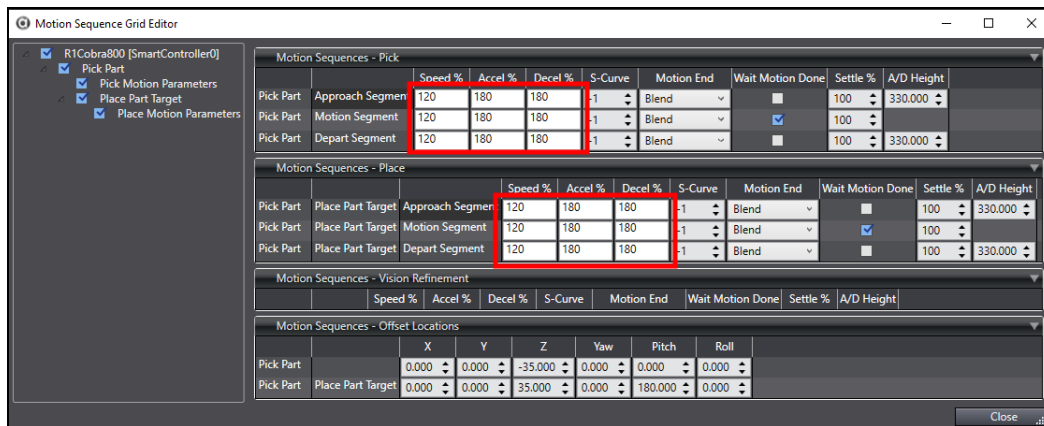 Motion Sequence Grid Editor
R1Cobra800 [SmartController0]
Pick Part
Pick Motion Parameters
Place Part Target
Place Motion Parameters
Motion Sequences - Pick
Speed % Accel % Decel % S-Curve Motion End Wait Motion Done Settle % A/D Height
Pick Part Approach Segment 120 180 180 -1 Blend 100 330.000
Pick Part Motion Segment 120 180 180 -1 Blend 100
Pick Part Depart Segment 120 180 180 -1 Blend 100 330.000
Motion Sequences - Place
Speed % Accel % Decel % S-Curve Motion End Wait Motion Done Settle % A/D Height
Pick Part Place Part Target Approach Segment 120 180 180 -1 Blend 100 330.000
Pick Part Place Part Target Motion Segment 120 180 180 -1 Blend 100
Pick Part Place Part Target Depart Segment 120 180 180 -1 Blend 100 330.000
Motion Sequences - Vision Refinement
Speed % Accel % Decel % S-Curve Motion End Wait Motion Done Settle % A/D Height
Motion Sequences - Offset Locations
X Y Z Yaw Pitch Roll
Pick Part 0.000 0.000 -35.000 0.000 0.000 0.000
Pick Part Place Part Target 0.000 0.000 35.000 0.000 180.000 0.000
Close